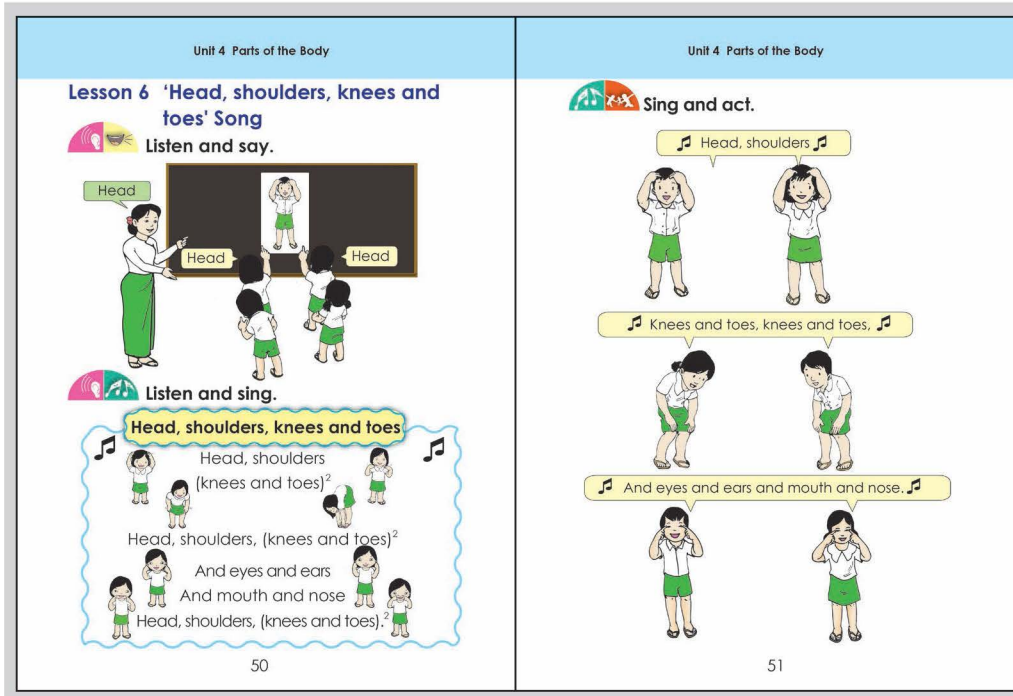 Unit 4 Parts of the Body
Lesson 6 'Head, shoulders, knees and
toes' Song
Listen and say.
Head
Head
Head
Listen and sing.
Head, shoulders, knees and toes
Head, shoulders
(knees and toes)²
Head, shoulders, (knees and toes)²
And eyes and ears
And mouth and nose
Head, shoulders, (knees and toes).²
50
Unit 4 Parts of the Body
Sing and act.
Head, shoulders
Knees and toes, knees and toes,
And eyes and ears and mouth and nose.
51